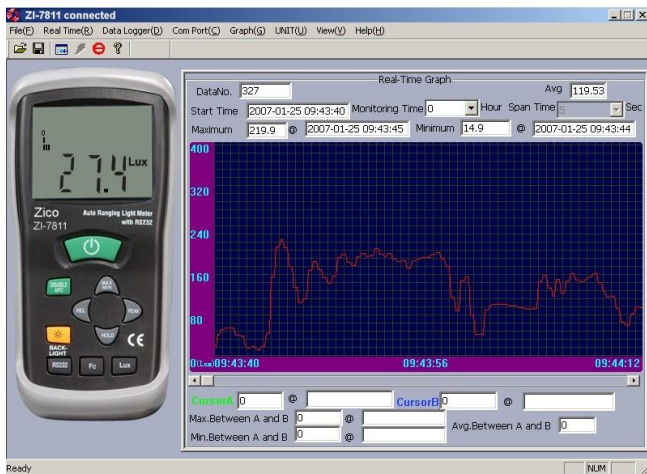 ZI-7811 connected
File(F) Real Time(R) Data Logger(D) Com Port(C) Graph(G) UNIT(U) View(V) Help(H)
Real-Time Graph
DataNo. 327 Avg 119.53
Start Time 2007-01-25 09:43:40 Monitoring Time 0 Hour Span Time 5 Sec
Maximum 219.9 @ 2007-01-25 09:43:45 Minimum 14.9 @ 2007-01-25 09:43:44
400
320
240
160
80
0(Lux) 09:43:40 09:43:56 09:44:12
CursorA 0 @ CursorB 0 @
Max.Between A and B 0 @
Avg.Between A and B 0
Min.Between A and B 0 @
0
27.4 Lux
Zico
ZI-7811
Auto Ranging Light Meter
with RS232
DISABLE
APO
MAX
MIN
REL
PEAK
HOLD
BACK-
LIGHT
CE
RS232 Fc Lux
Ready NUM